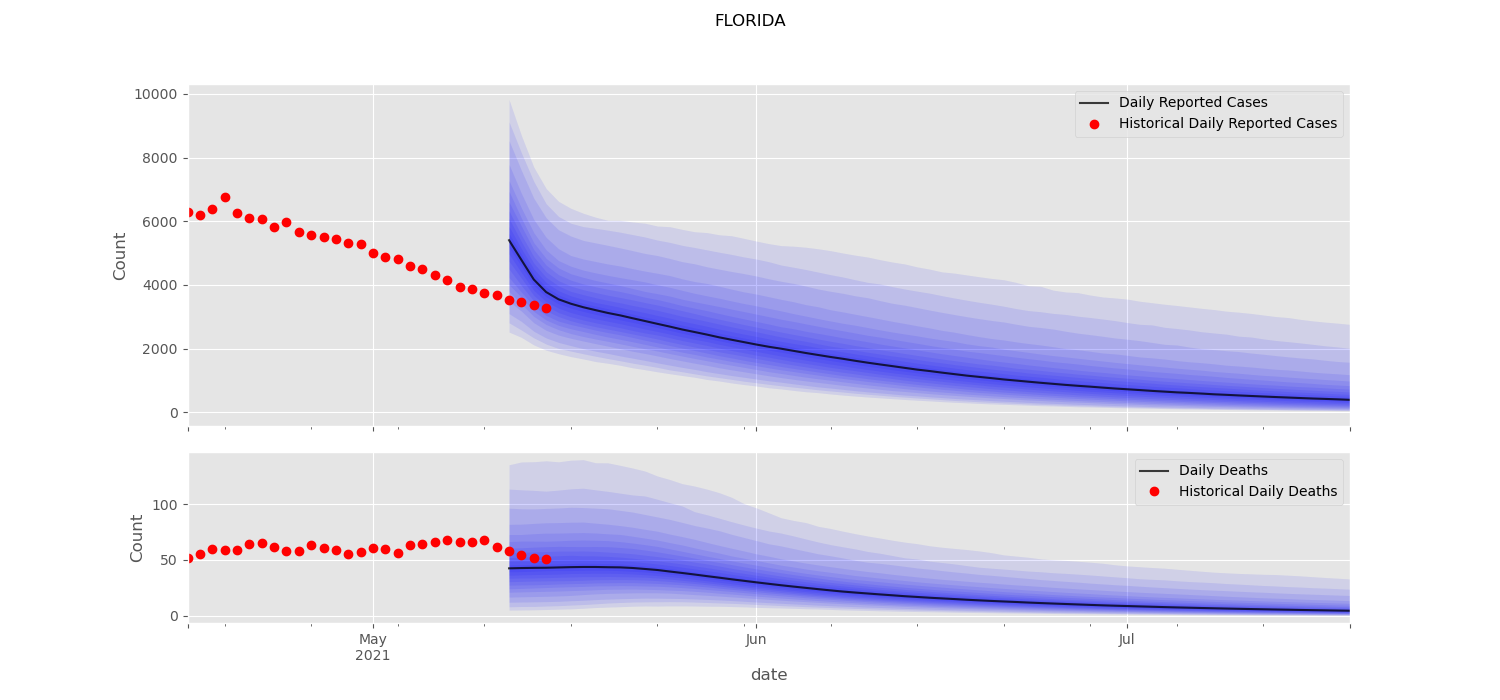 FLORIDA
10000
8000
6000
4000
2000
0
Count
Daily Reported Cases
Historical Daily Reported Cases
100
50
0
Count
Daily Deaths
Historical Daily Deaths
May
2021
Jun
Jul
date